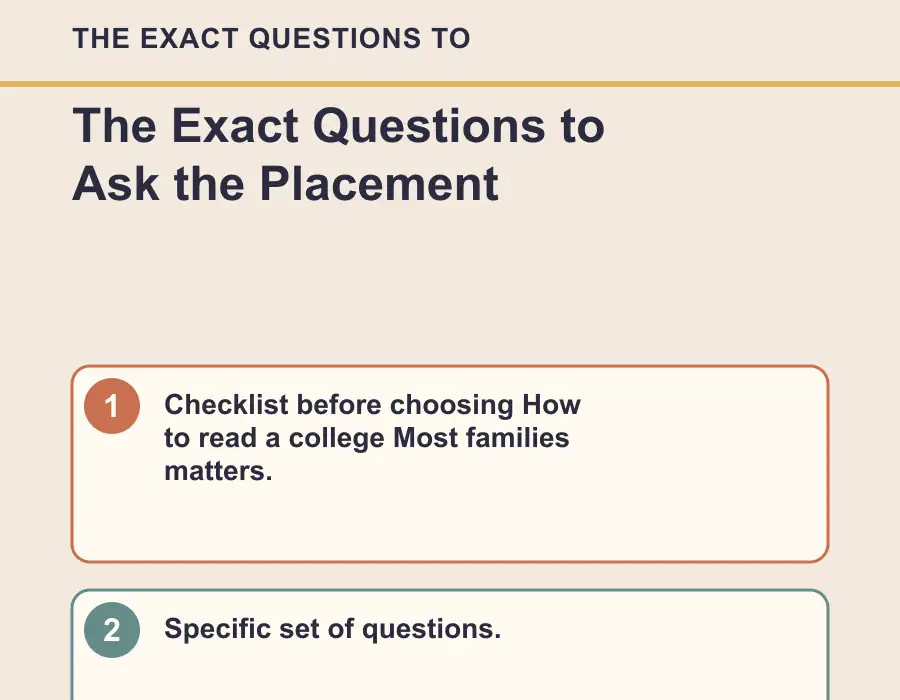 THE EXACT QUESTIONS TO
The Exact Questions to
Ask the Placement
1
Checklist before choosing How
to read a college Most families
matters.
2
Specific set of questions.